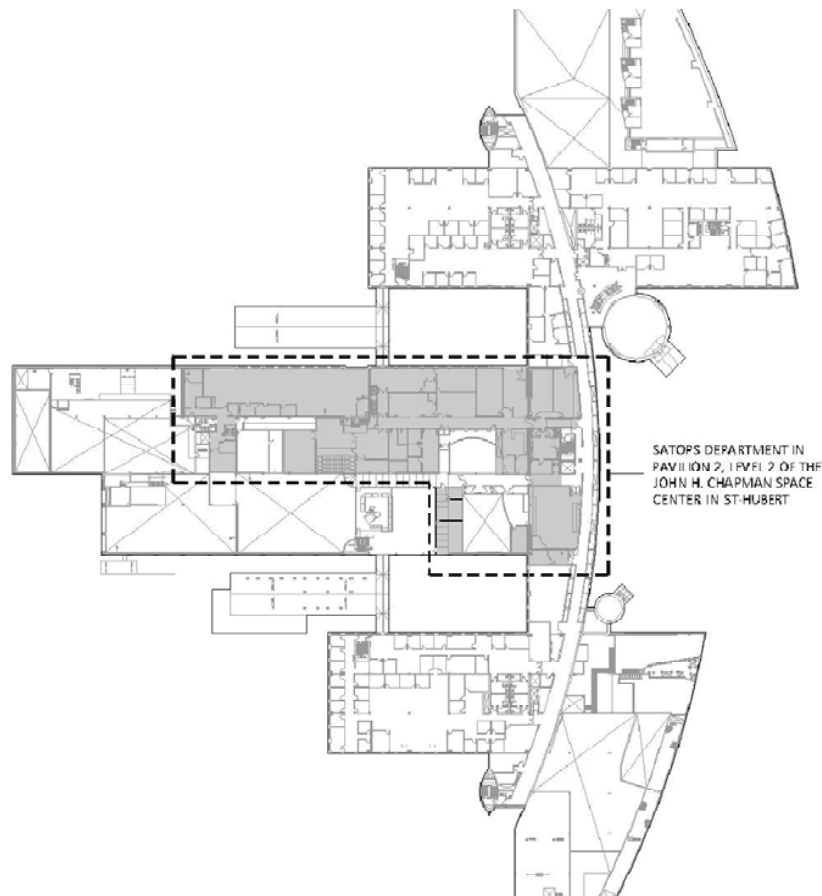 SATOPS DEPARTMENT IN
PAVILION 2, LEVEL 2 OF THE
JOHN H. CHAPMAN SPACE
CENTER IN ST-HUBERT